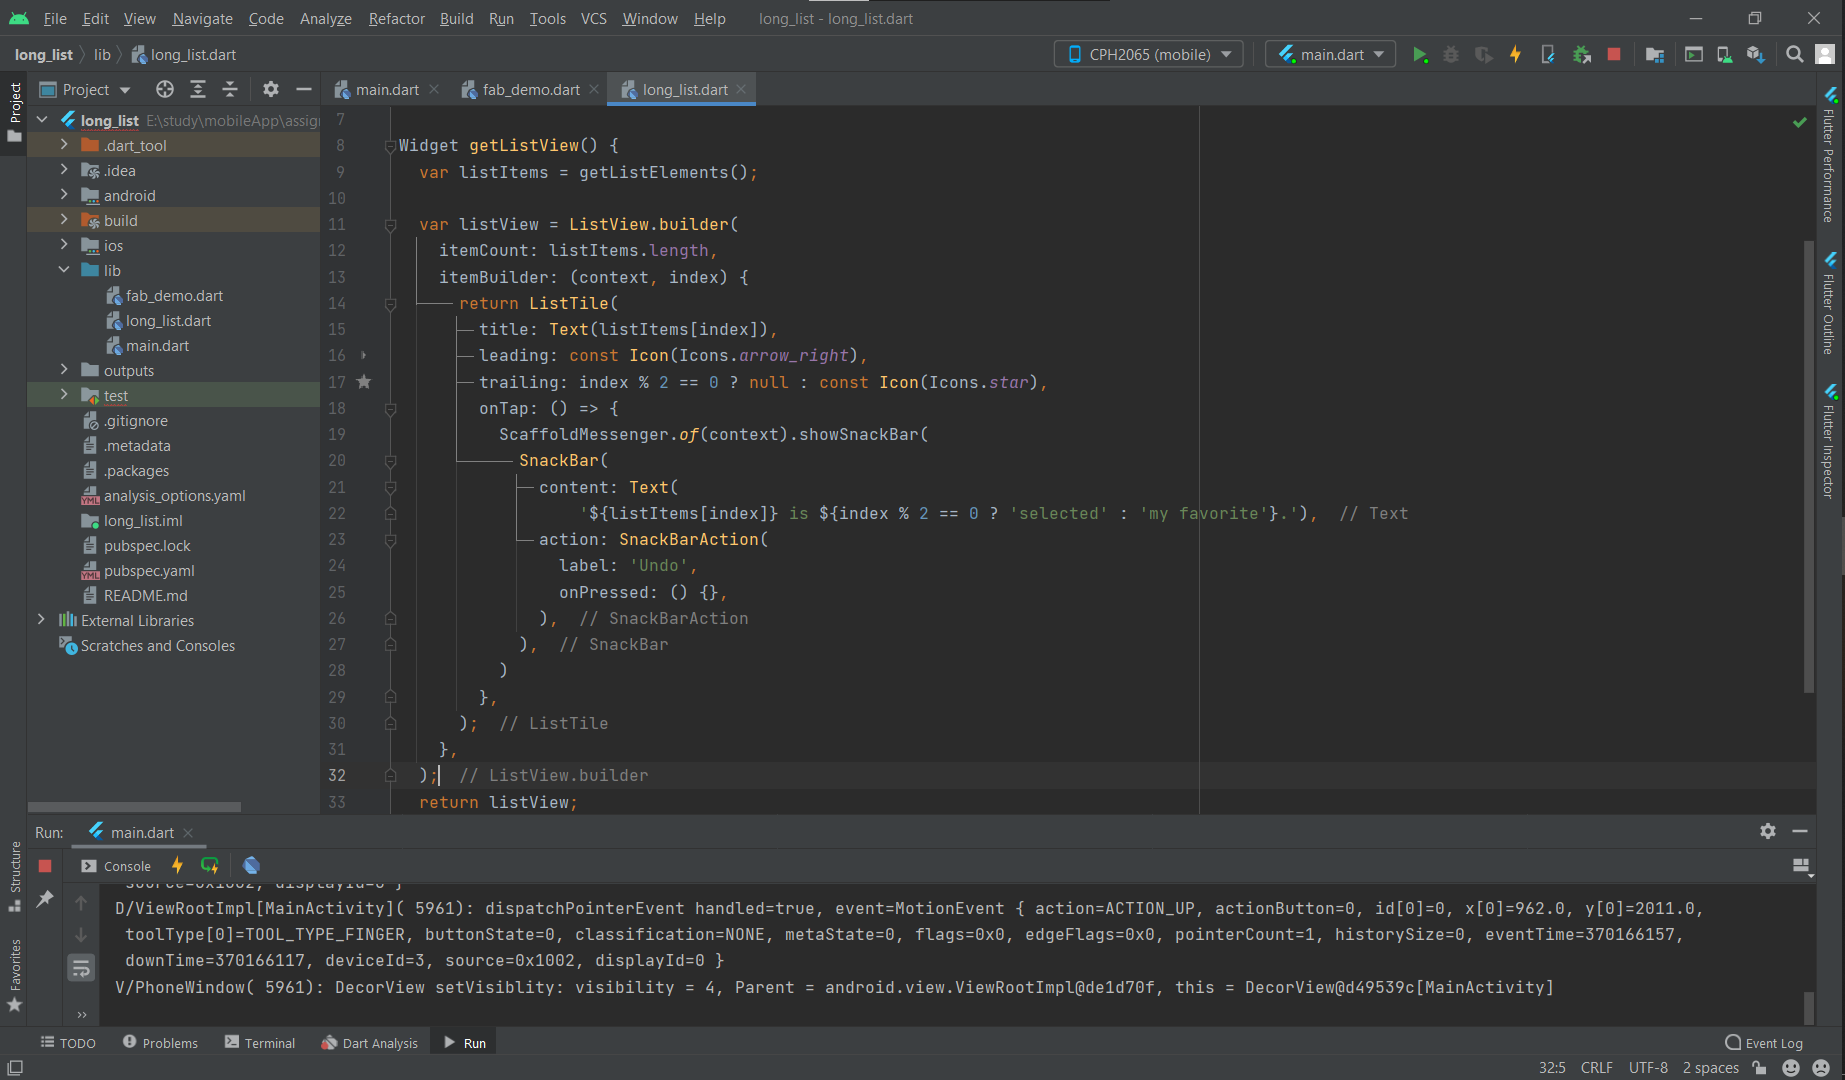 File Edit View Navigate Code Analyze Refactor Build Run Tools VCS Window Help long_list - long_list.dart
long_list lib long_list.dart CPH2065 (mobile) main.dart
Project main.dart fab_demo.dart long_list.dart
Project
long_list E:\study\mobileApp\assig
.dart_tool
.idea
android
build
ios
lib
fab_demo.dart
long_list.dart
main.dart
outputs
test
.gitignore
.metadata
.packages
analysis_options.yaml
long_list.iml
pubspec.lock
pubspec.yaml
README.md
External Libraries
Scratches and Consoles
7
8 Widget getListView() {
9 var listItems = getListElements();
10
11 var listView = ListView.builder(
12 itemCount: listItems.length,
13 itemBuilder: (context, index) {
14 return ListTile(
15 title: Text(listItems[index]),
16 leading: const Icon(Icons.arrow_right),
17 trailing: index % 2 == 0 ? null : const Icon(Icons.star),
18 onTap: () => {
19 ScaffoldMessenger.of(context).showSnackBar(
20 SnackBar(
21 content: Text(
22 '${listItems[index]} is ${index % 2 == 0 ? 'selected' : 'my favorite'}.'), // Text
23 action: SnackBarAction(
24 label: 'Undo',
25 onPressed: () {},
26 ), // SnackBarAction
27 ), // SnackBar
28 )
29 },
30 ); // ListTile
31 },
32 ); // ListView.builder
33 return listView;
Flutter Performance
Flutter Outline
Flutter Inspector
Structure
Favorites
Run: main.dart
Console
source=0x1002, displayId=0 }
D/ViewRootImpl[MainActivity]( 5961): dispatchPointerEvent handled=true, event=MotionEvent { action=ACTION_UP, actionButton=0, id[0]=0, x[0]=962.0, y[0]=2011.0,
toolType[0]=TOOL_TYPE_FINGER, buttonState=0, classification=NONE, metaState=0, flags=0x0, edgeFlags=0x0, pointerCount=1, historySize=0, eventTime=370166157,
downTime=370166117, deviceId=3, source=0x1002, displayId=0 }
V/PhoneWindow( 5961): DecorView setVisiblity: visibility = 4, Parent = android.view.ViewRootImpl@de1d70f, this = DecorView@d49539c[MainActivity]
TODO Problems Terminal Dart Analysis Run Event Log
32:5 CRLF UTF-8 2 spaces